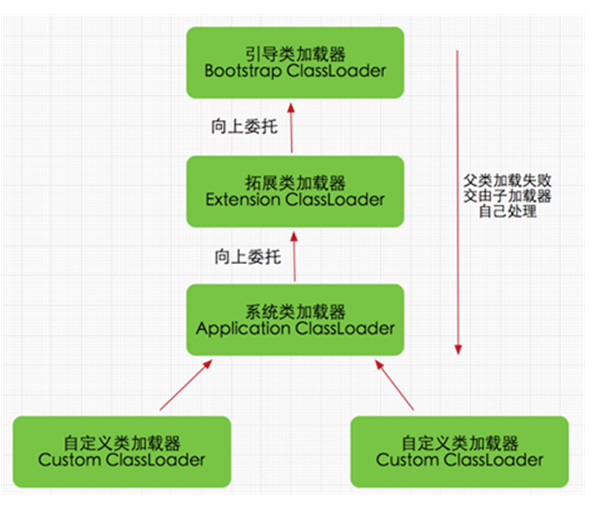 引导类加载器
Bootstrap ClassLoader
向上委托
拓展类加载器
Extension ClassLoader
父类加载失败
交由子加载器
自己处理
向上委托
系统类加载器
Application ClassLoader
自定义类加载器
Custom ClassLoader
自定义类加载器
Custom ClassLoader